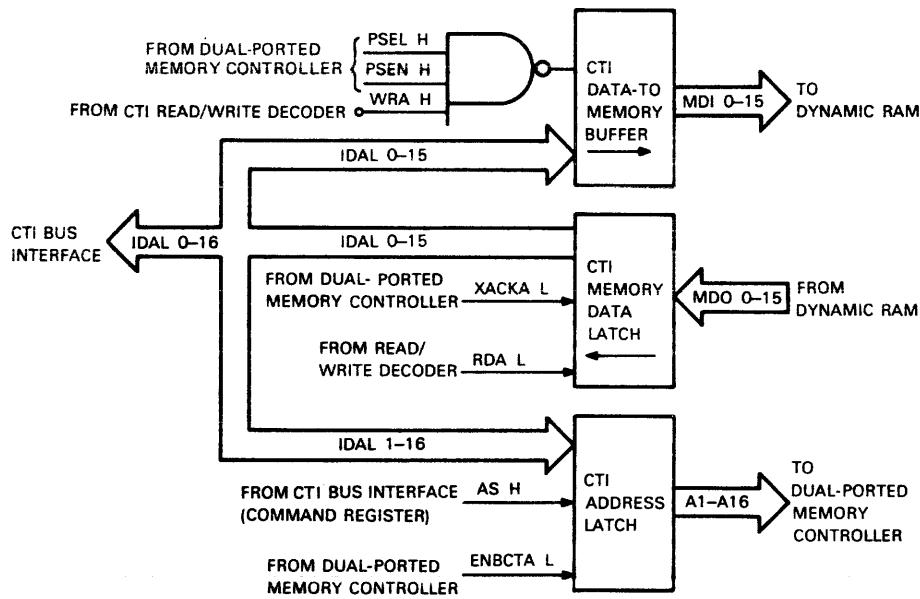 FROM DUAL-PORTED
MEMORY CONTROLLER
PSEL H
PSEN H
WRA H
FROM CTI READ/WRITE DECODER
CTI
DATA-TO
MEMORY
BUFFER
MDI 0-15
TO
DYNAMIC RAM
IDAL 0-15
CTI BUS
INTERFACE
IDAL 0-16
IDAL 0-15
FROM DUAL- PORTED
MEMORY CONTROLLER
XACKA L
CTI
MEMORY
DATA
LATCH
MDO 0-15
FROM
DYNAMIC RAM
FROM READ/
WRITE DECODER
RDA L
IDAL 1-16
FROM CTI BUS INTERFACE
(COMMAND REGISTER)
AS H
CTI
ADDRESS
LATCH
A1-A16
TO
DUAL-PORTED
MEMORY
CONTROLLER
FROM DUAL-PORTED
MEMORY CONTROLLER
ENBCTA L